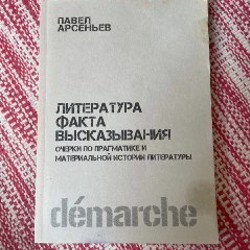 ПАВЕЛ
АРСЕНЬЕВ
ЛИТЕРАТУРА
ФАКТА
ВЫСКАЗЫВАНИЯ
ОЧЕРКИ ПО ПРАГМАТИКЕ И
МАТЕРИАЛЬНОЙ ИСТОРИИ ЛИТЕРАТУРЫ
démarche